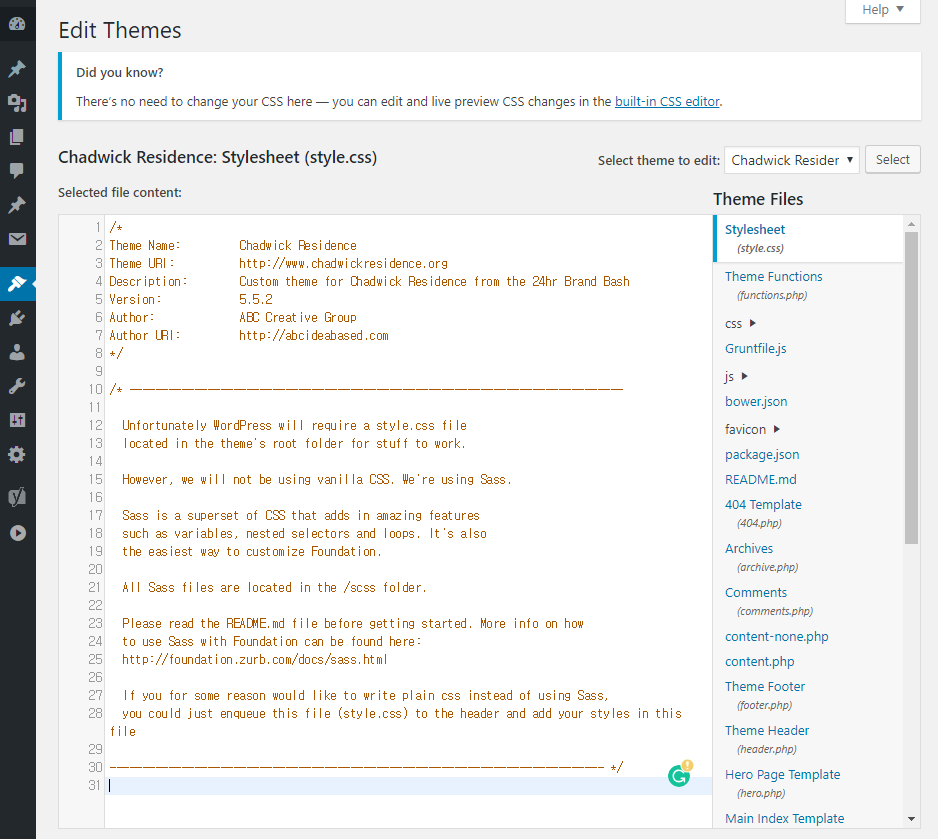 Help ▼
Edit Themes
Did you know?
There's no need to change your CSS here — you can edit and live preview CSS changes in the built-in CSS editor.
Chadwick Residence: Stylesheet (style.css)
Select theme to edit: Chadwick Resider ▼ Select
Selected file content:
1 /*
2 Theme Name: Chadwick Residence
3 Theme URI: http://www.chadwickresidence.org
4 Description: Custom theme for Chadwick Residence from the 24hr Brand Bash
5 Version: 5.5.2
6 Author: ABC Creative Group
7 Author URI: http://abcideabased.com
8 */
9
10 /* --------------------------------------------------------------------------
11
12 Unfortunately WordPress will require a style.css file
13 located in the theme's root folder for stuff to work.
14
15 However, we will not be using vanilla CSS. We're using Sass.
16
17 Sass is a superset of CSS that adds in amazing features
18 such as variables, nested selectors and loops. It's also
19 the easiest way to customize Foundation.
20
21 All Sass files are located in the /scss folder.
22
23 Please read the README.md file before getting started. More info on how
24 to use Sass with Foundation can be found here:
25 http://foundation.zurb.com/docs/sass.html
26
27 If you for some reason would like to write plain css instead of using Sass,
28 you could just enqueue this file (style.css) to the header and add your styles in this
file
29
30 -------------------------------------------------------------------------- */
31
Theme Files
Stylesheet
(style.css)
Theme Functions
(functions.php)
css ▶
Gruntfile.js
js ▶
bower.json
favicon ▶
package.json
README.md
404 Template
(404.php)
Archives
(archive.php)
Comments
(comments.php)
content-none.php
content.php
Theme Footer
(footer.php)
Theme Header
(header.php)
Hero Page Template
(hero.php)
Main Index Template